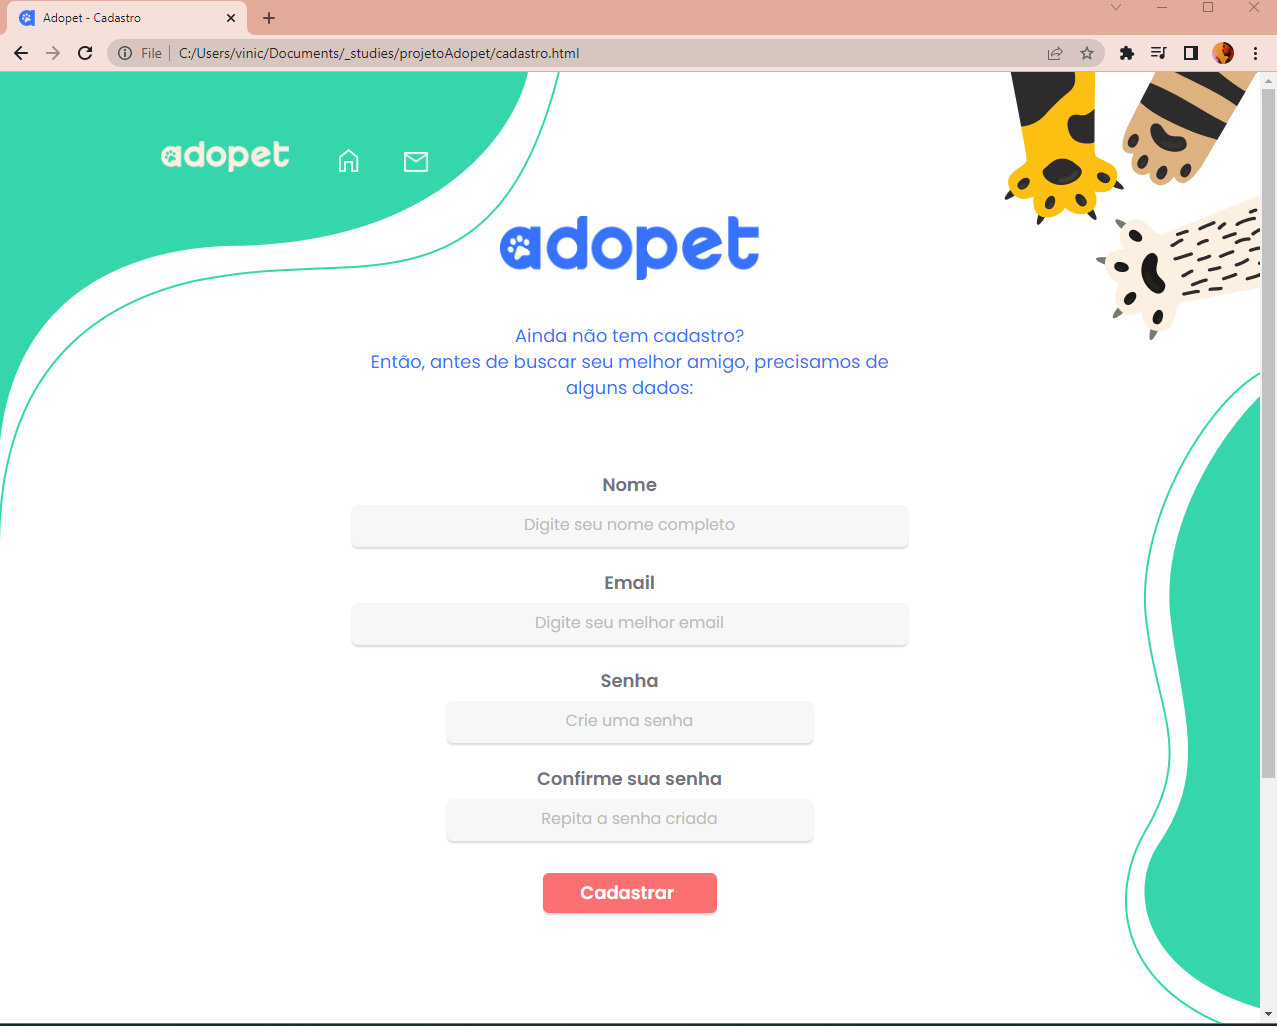 Adopet - Cadastro
File
C:/Users/vinic/Documents/_studies/projetoAdopet/cadastro.html
adopet
adopet
Ainda não tem cadastro?
Então, antes de buscar seu melhor amigo, precisamos de
alguns dados:
Nome
Digite seu nome completo
Email
Digite seu melhor email
Senha
Crie uma senha
Confirme sua senha
Repita a senha criada
Cadastrar